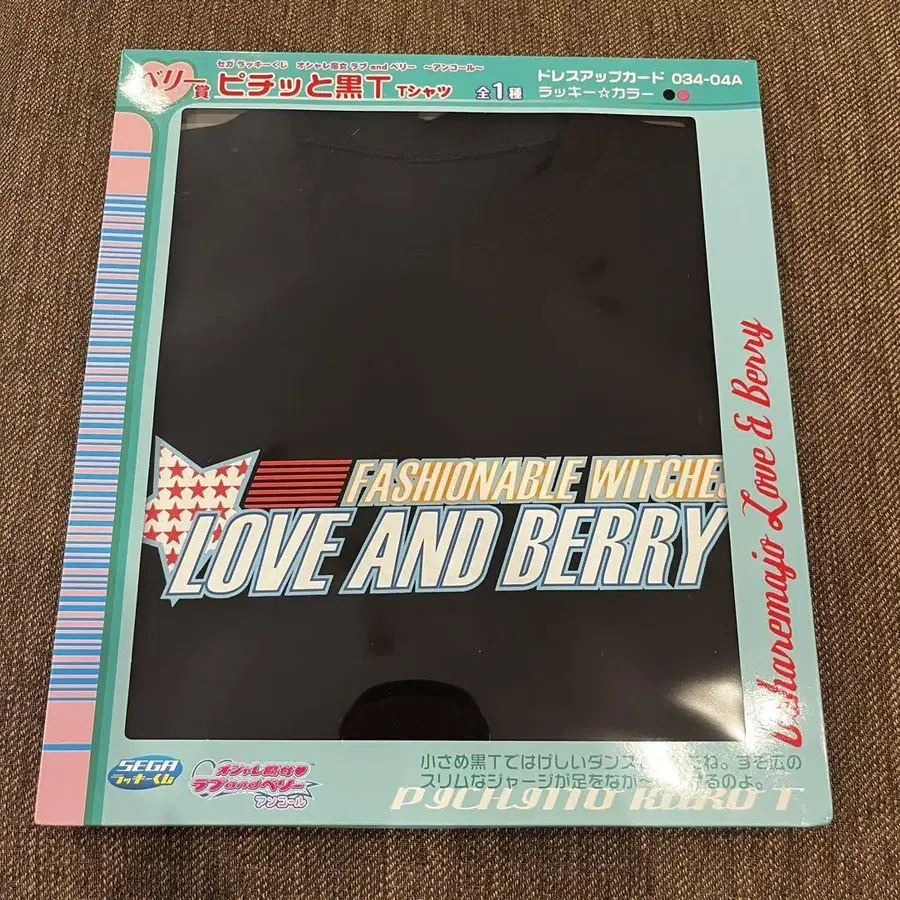 セガ ラッキーくじ オシャレ魔女 ラブ and ベリー ～アンコール～
ベリー賞 ピチッと黒T Tシャツ 全1種
ドレスアップカード 034-04A
ラッキー☆カラー
FASHIONABLE WITCHES
LOVE AND BERRY
Osharemajo Love & Berry
SEGA
ラッキーくじ
オシャレ魔女
ラブandベリー
アンコール
小さめ黒Tではげしいダンス
スリムなジャージが足をなが
PICHITTO KURO T